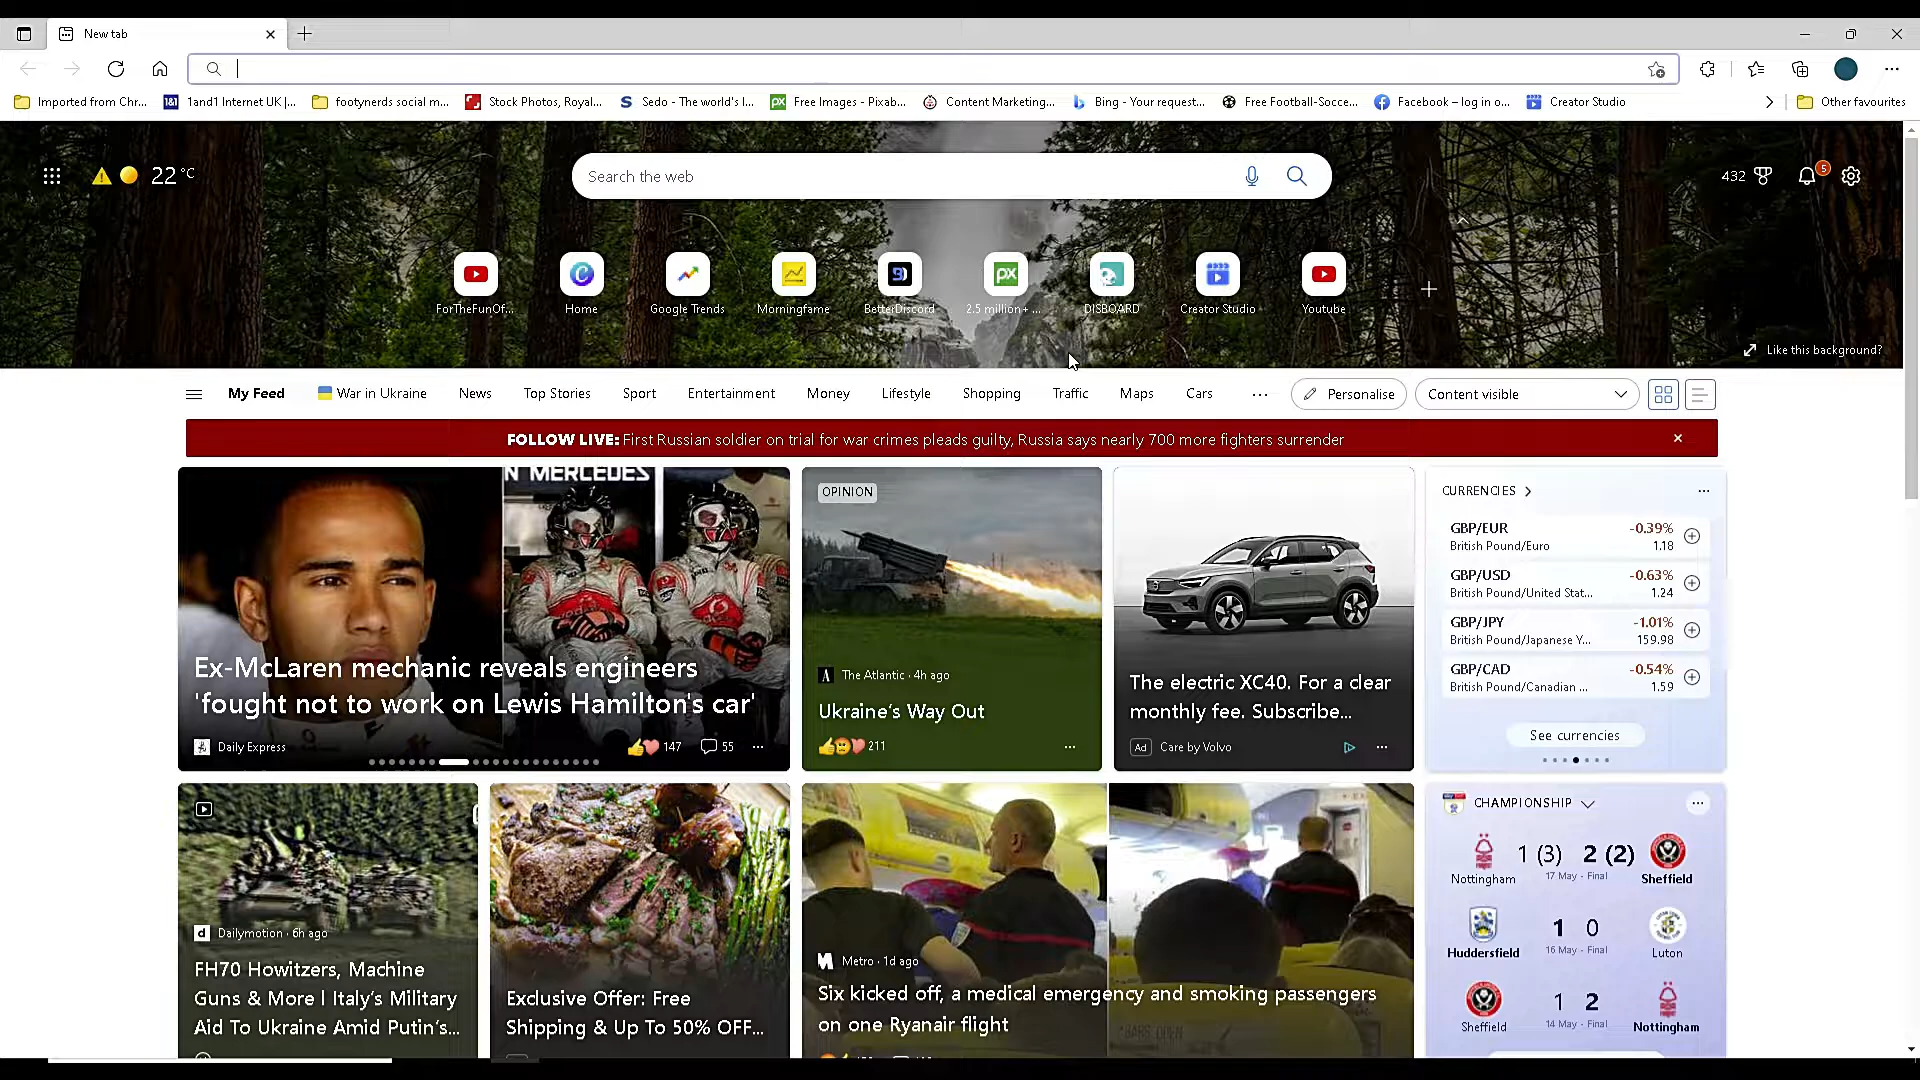 New tab
Imported from Chr...
1and1 Internet UK |...
footynerds social m...
Stock Photos, Royal...
Sedo - The world's l...
Free Images - Pixab...
Content Marketing,...
Bing - Your request...
Free Football-Socce...
Facebook – log in o...
Creator Studio
Other favourites
22 °C
Search the web
432
5
ForTheFunOf...
Home
Google Trends
Morningfame
BetterDiscord
2.5 million+ ...
DISBOARD
Creator Studio
Youtube
Like this background?
My Feed
War in Ukraine
News
Top Stories
Sport
Entertainment
Money
Lifestyle
Shopping
Traffic
Maps
Cars
Personalise
Content visible
FOLLOW LIVE: First Russian soldier on trial for war crimes pleads guilty, Russia says nearly 700 more fighters surrender
N MERCEDES
Ex-McLaren mechanic reveals engineers
'fought not to work on Lewis Hamilton's car'
Daily Express
147
55
OPINION
The Atlantic · 4h ago
Ukraine's Way Out
211
The electric XC40. For a clear
monthly fee. Subscribe...
Ad Care by Volvo
CURRENCIES
GBP/EUR -0.39%
British Pound/Euro 1.18
GBP/USD -0.63%
British Pound/United Stat... 1.24
GBP/JPY -1.01%
British Pound/Japanese Y... 159.98
GBP/CAD -0.54%
British Pound/Canadian ... 1.59
See currencies
Dailymotion · 6h ago
FH70 Howitzers, Machine
Guns & More l Italy's Military
Aid To Ukraine Amid Putin's...
Exclusive Offer: Free
Shipping & Up To 50% OFF...
Metro · 1d ago
Six kicked off, a medical emergency and smoking passengers
on one Ryanair flight
CHAMPIONSHIP
1 (3) 2 (2)
Nottingham 17 May - Final Sheffield
1 0
Huddersfield 16 May - Final Luton
1 2
Sheffield 14 May - Final Nottingham